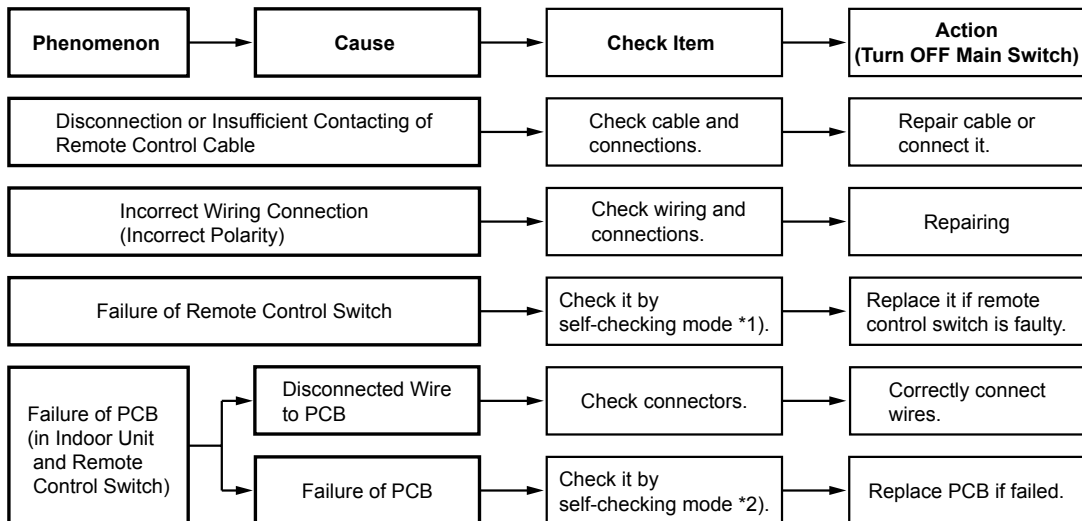 Phenomenon
Cause
Check Item
Action
(Turn OFF Main Switch)
Disconnection or Insufficient Contacting of
Remote Control Cable
Check cable and
connections.
Repair cable or
connect it.
Incorrect Wiring Connection
(Incorrect Polarity)
Check wiring and
connections.
Repairing
Failure of Remote Control Switch
Check it by
self-checking mode *1).
Replace it if remote
control switch is faulty.
Failure of PCB
(in Indoor Unit
and Remote
Control Switch)
Disconnected Wire
to PCB
Check connectors.
Correctly connect
wires.
Failure of PCB
Check it by
self-checking mode *2).
Replace PCB if failed.